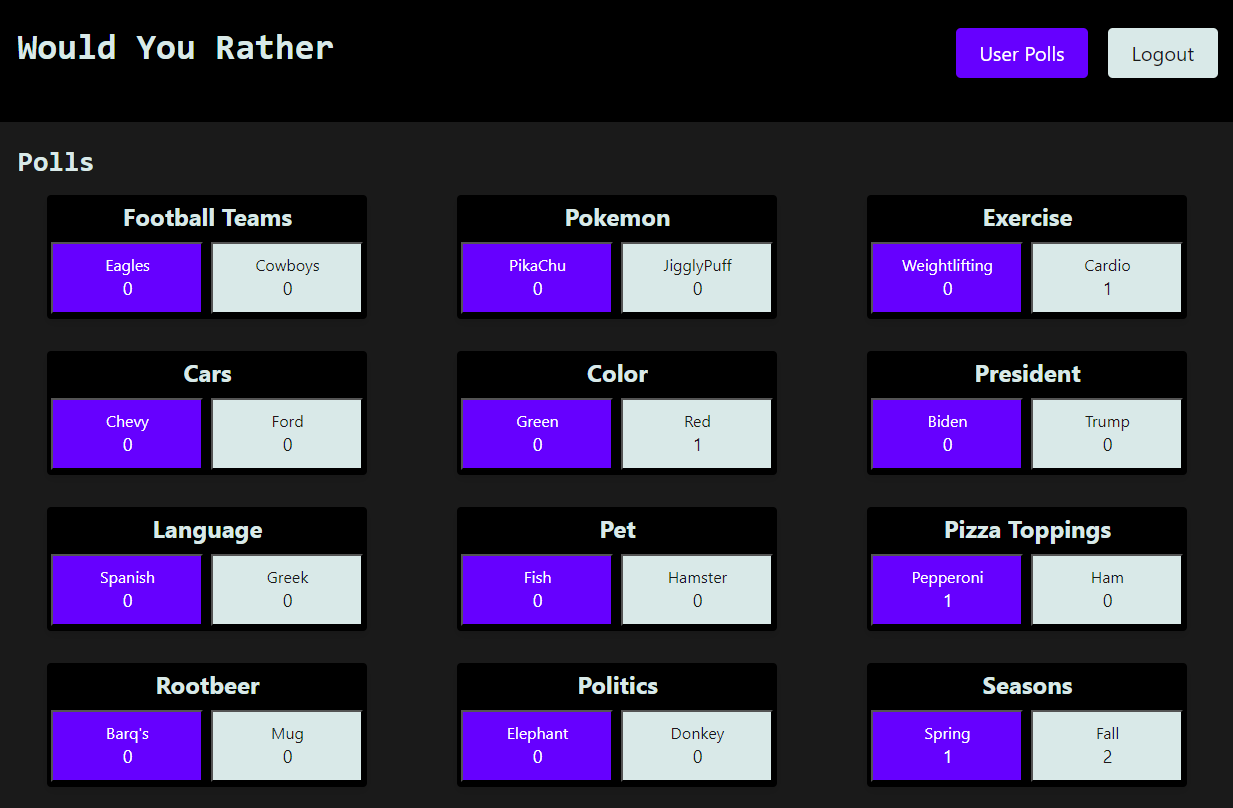 Would You Rather
User Polls
Logout
Polls
Football Teams
Eagles
0
Cowboys
0
Pokemon
PikaChu
0
JigglyPuff
0
Exercise
Weightlifting
0
Cardio
1
Cars
Chevy
0
Ford
0
Color
Green
0
Red
1
President
Biden
0
Trump
0
Language
Spanish
0
Greek
0
Pet
Fish
0
Hamster
0
Pizza Toppings
Pepperoni
1
Ham
0
Rootbeer
Barq's
0
Mug
0
Politics
Elephant
0
Donkey
0
Seasons
Spring
1
Fall
2